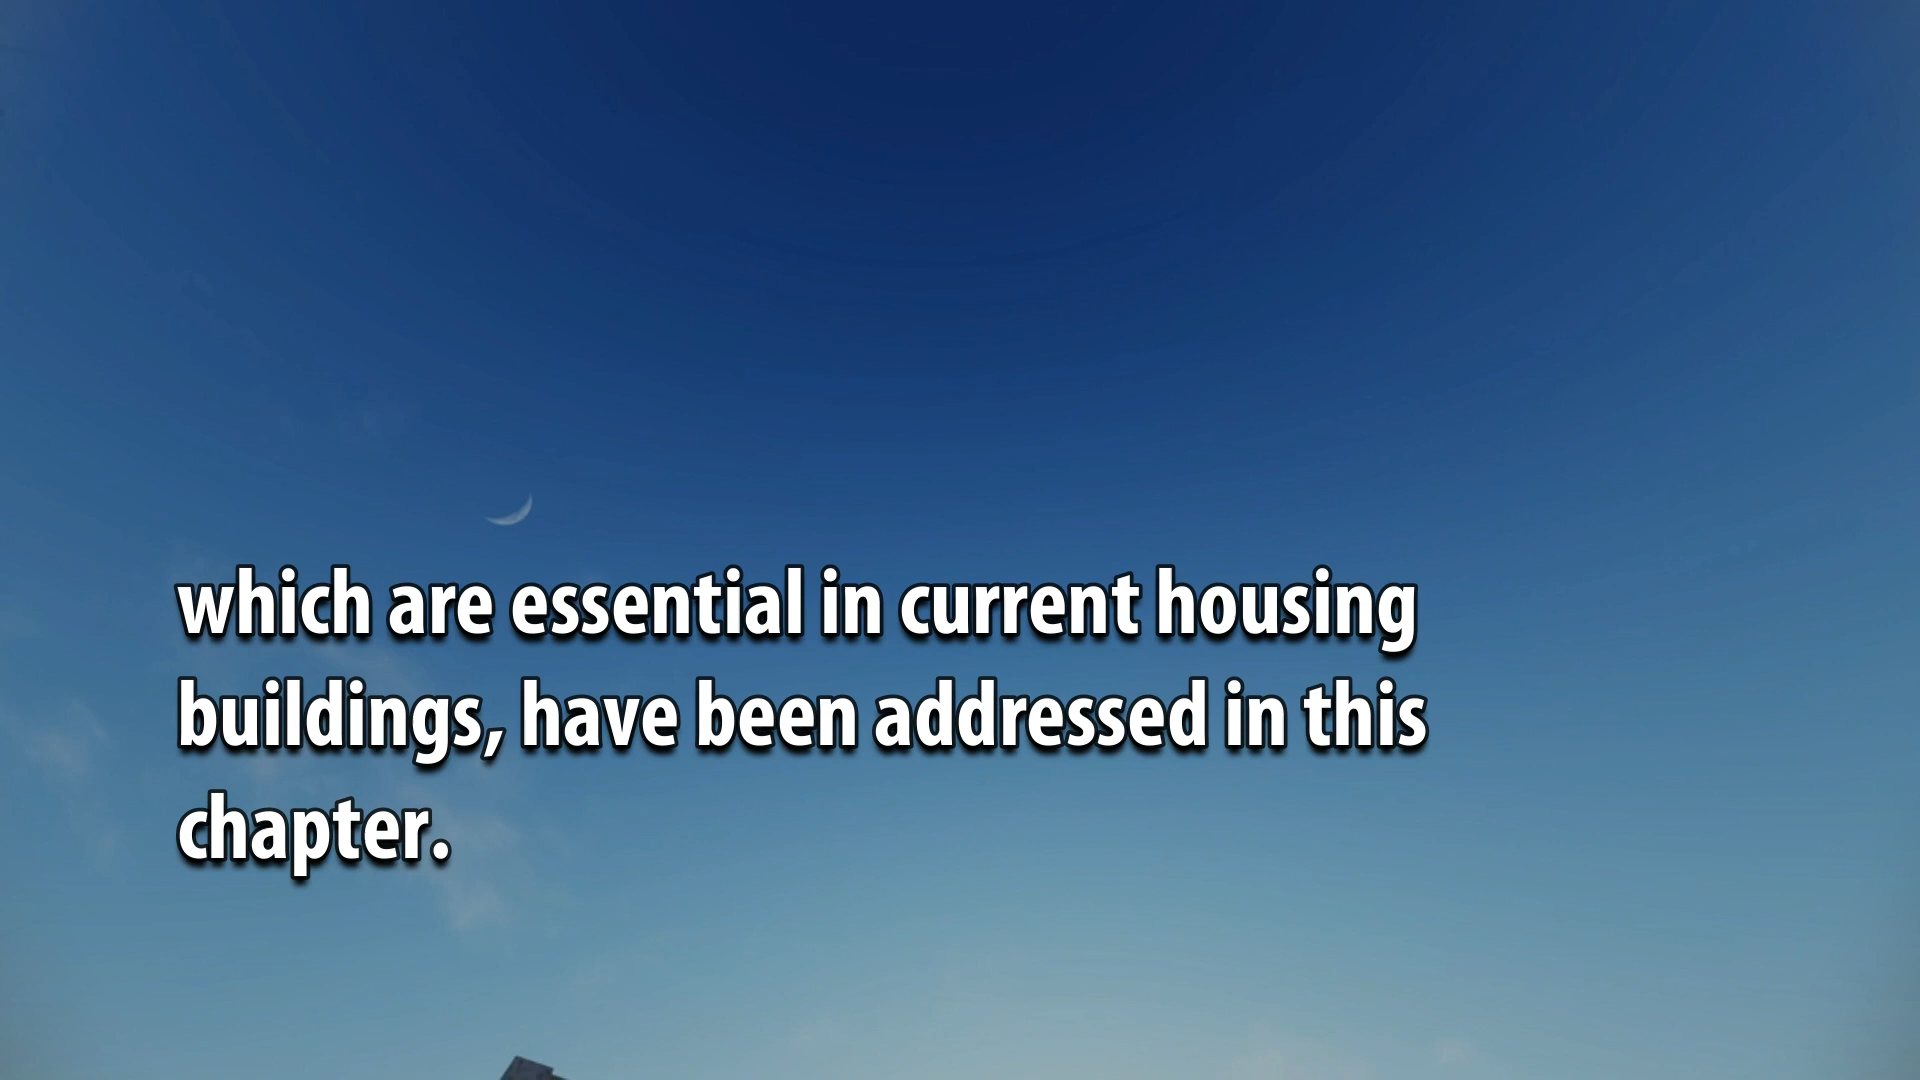 which are essential in current housing
buildings, have been addressed in this
chapter.